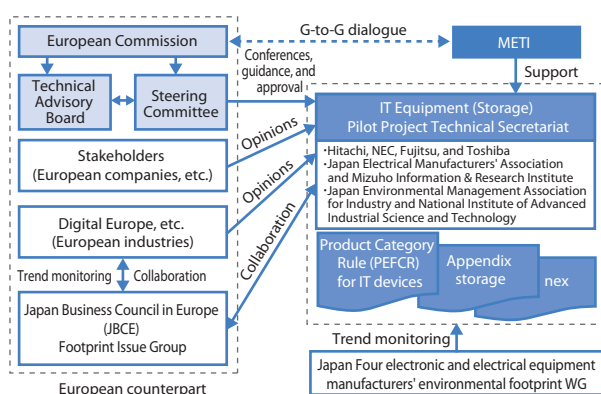 G-to-G dialogue
European Commission
METI
Conferences,
guidance, and
approval
Support
Technical
Advisory
Board
Steering
Committee
IT Equipment (Storage)
Pilot Project Technical Secretariat
Opinions
Stakeholders
(European companies, etc.)
・Hitachi, NEC, Fujitsu, and Toshiba
・Japan Electrical Manufacturers' Association
and Mizuho Information & Research Institute
・Japan Environmental Management Association
for Industry and National Institute of Advanced
Industrial Science and Technology
Opinions
Digital Europe, etc.
(European industries)
Collaboration
Product Category
Rule (PEFCR)
for IT devices
Appendix
storage
nex
Trend monitoring
Collaboration
Japan Business Council in Europe
(JBCE)
Footprint Issue Group
Trend monitoring
Japan Four electronic and electrical equipment
manufacturers' environmental footprint WG
European counterpart